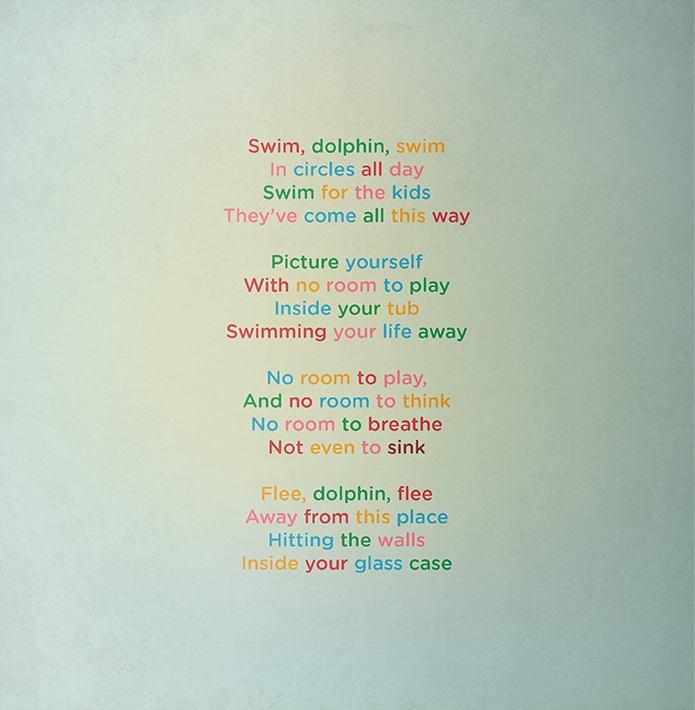 Swim, dolphin, swim
In circles all day
Swim for the kids
They’ve come all this way
Picture yourself
With no room to play
Inside your tub
Swimming your life away
No room to play,
And no room to think
No room to breathe
Not even to sink
Flee, dolphin, flee
Away from this place
Hitting the walls
Inside your glass case